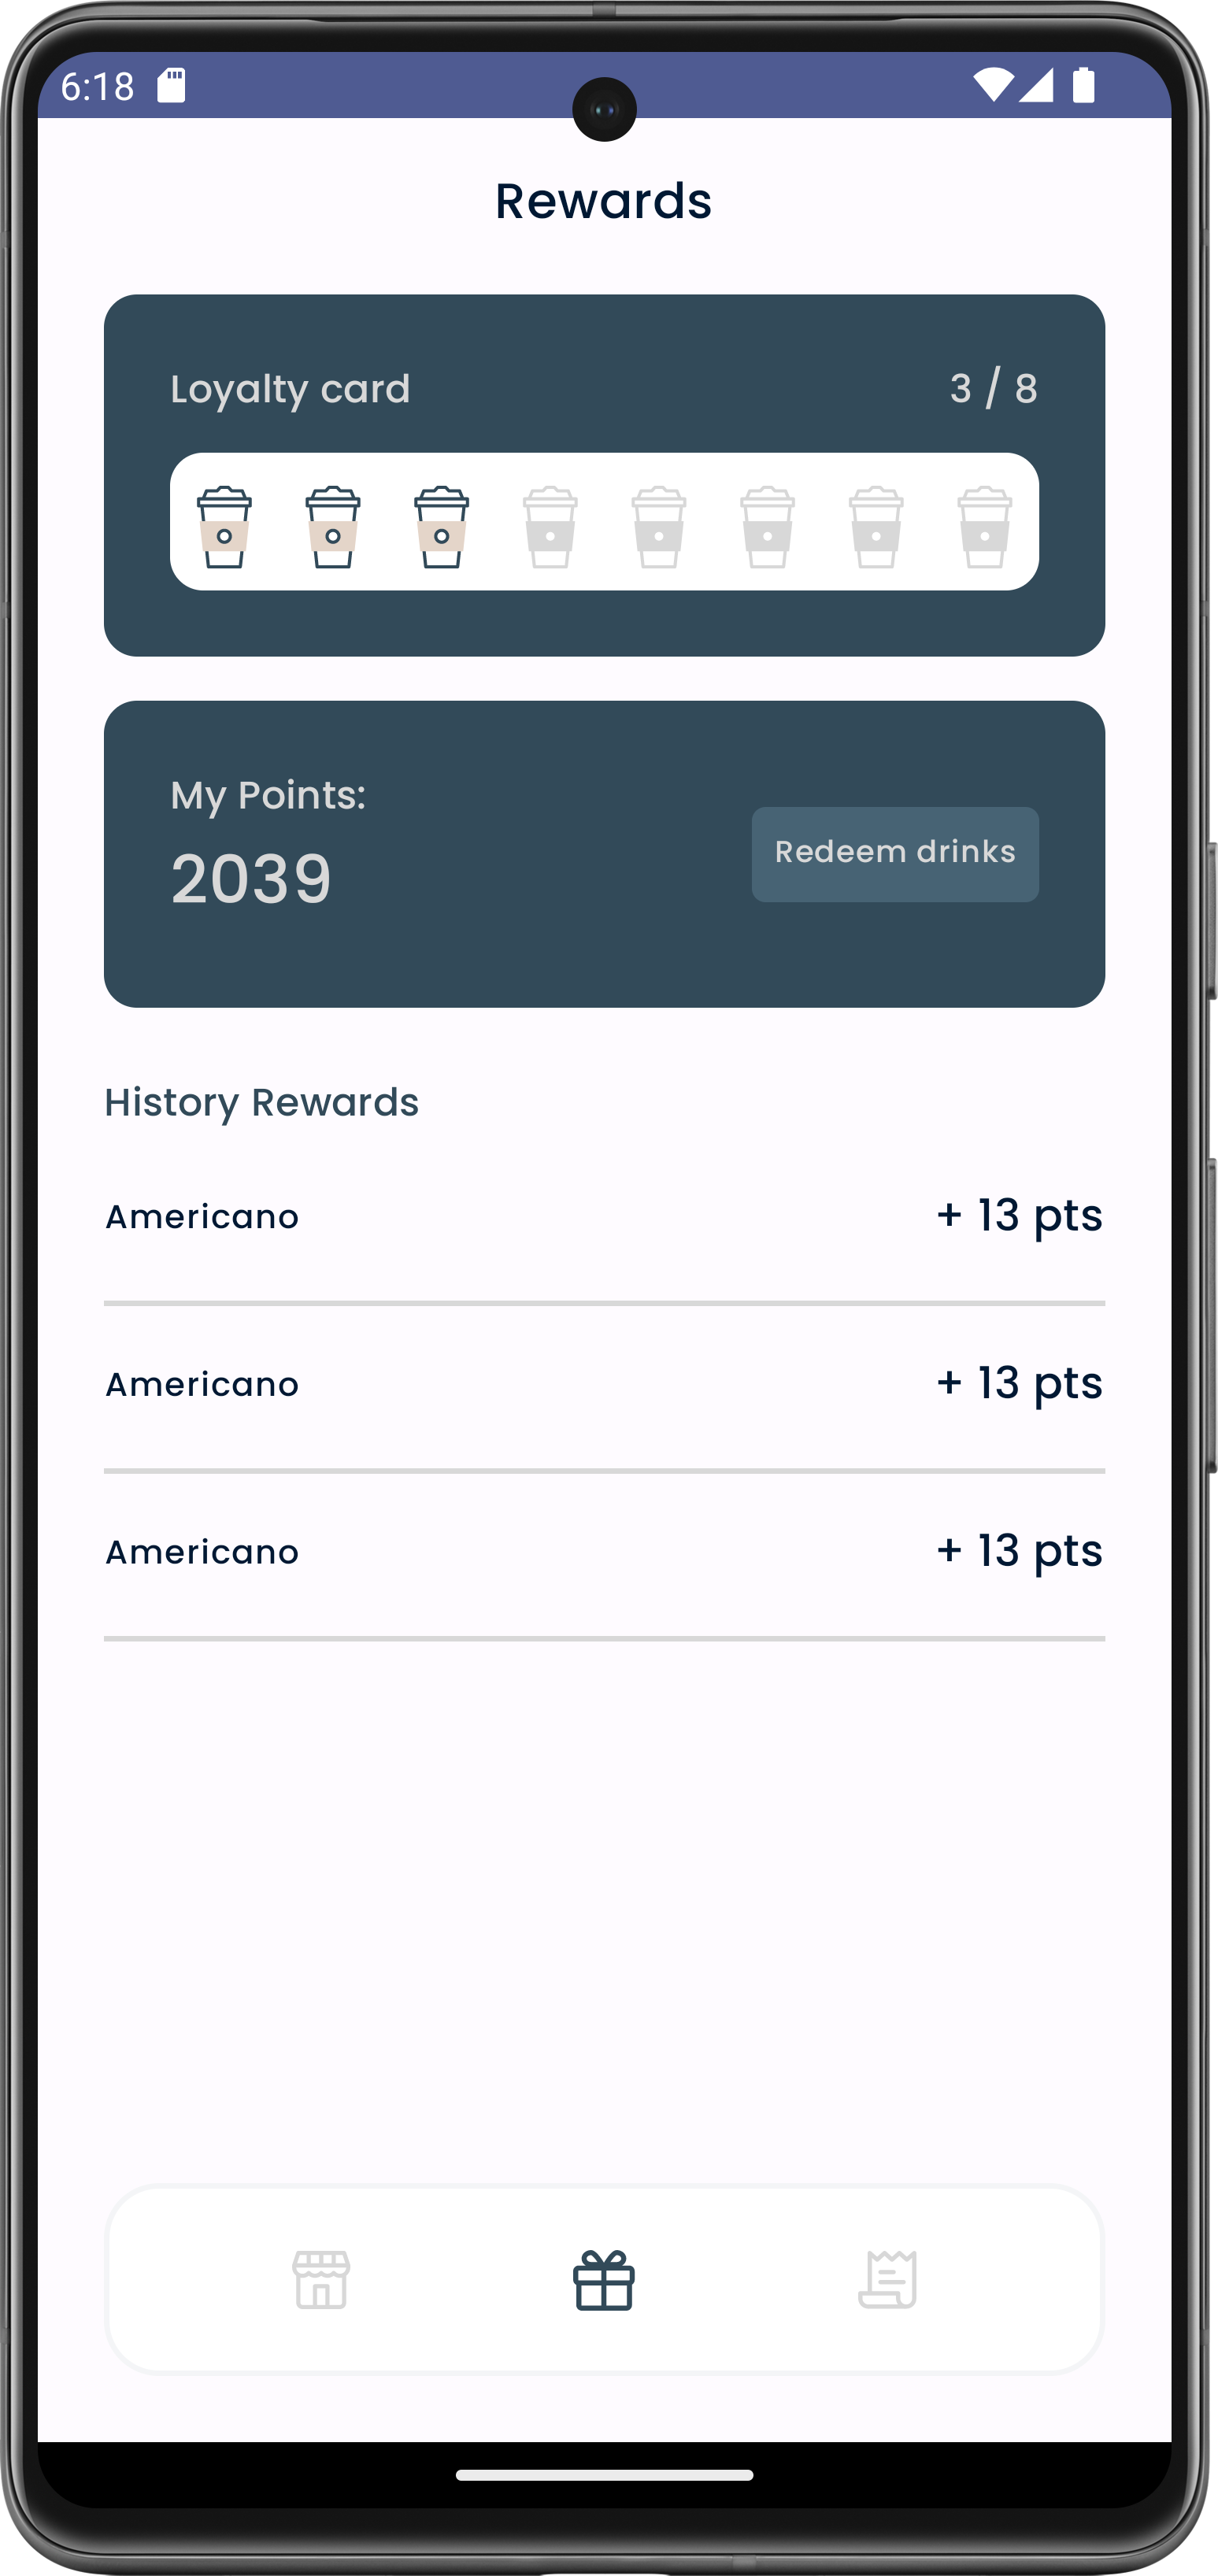 6:18
Rewards
Loyalty card 3 / 8
My Points:
2039
Redeem drinks
History Rewards
Americano + 13 pts
Americano + 13 pts
Americano + 13 pts